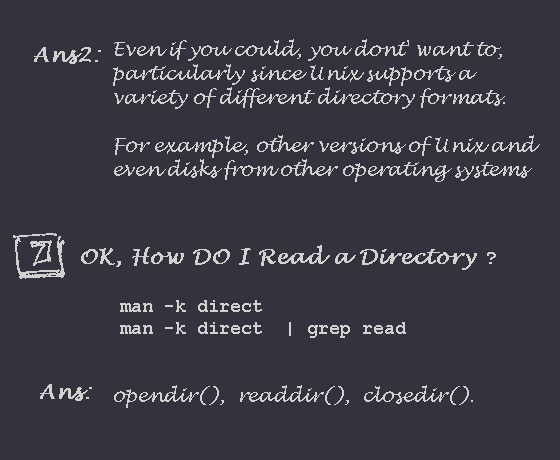 Ans2: Even if you could, you dont' want to,
particularly since Unix supports a
variety of different directory formats.
For example, other versions of Unix and
even disks from other operating systems
7 OK, How DO I Read a Directory ?
man -k direct
man -k direct | grep read
Ans: opendir(), readdir(), closedir().